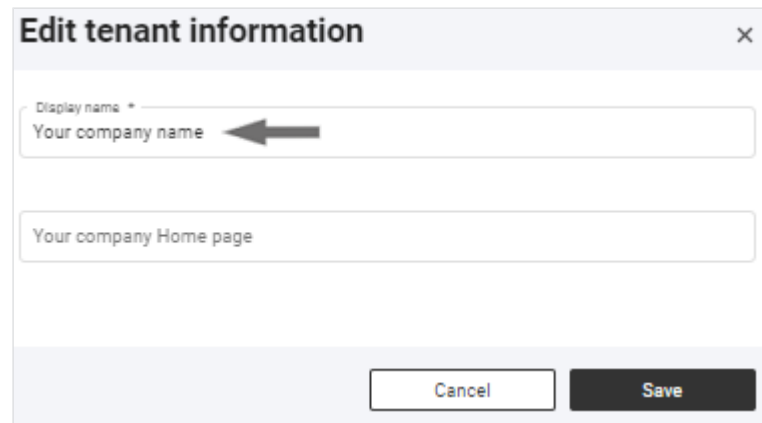 Edit tenant information
Display name *
Your company name
Your company Home page
Cancel Save